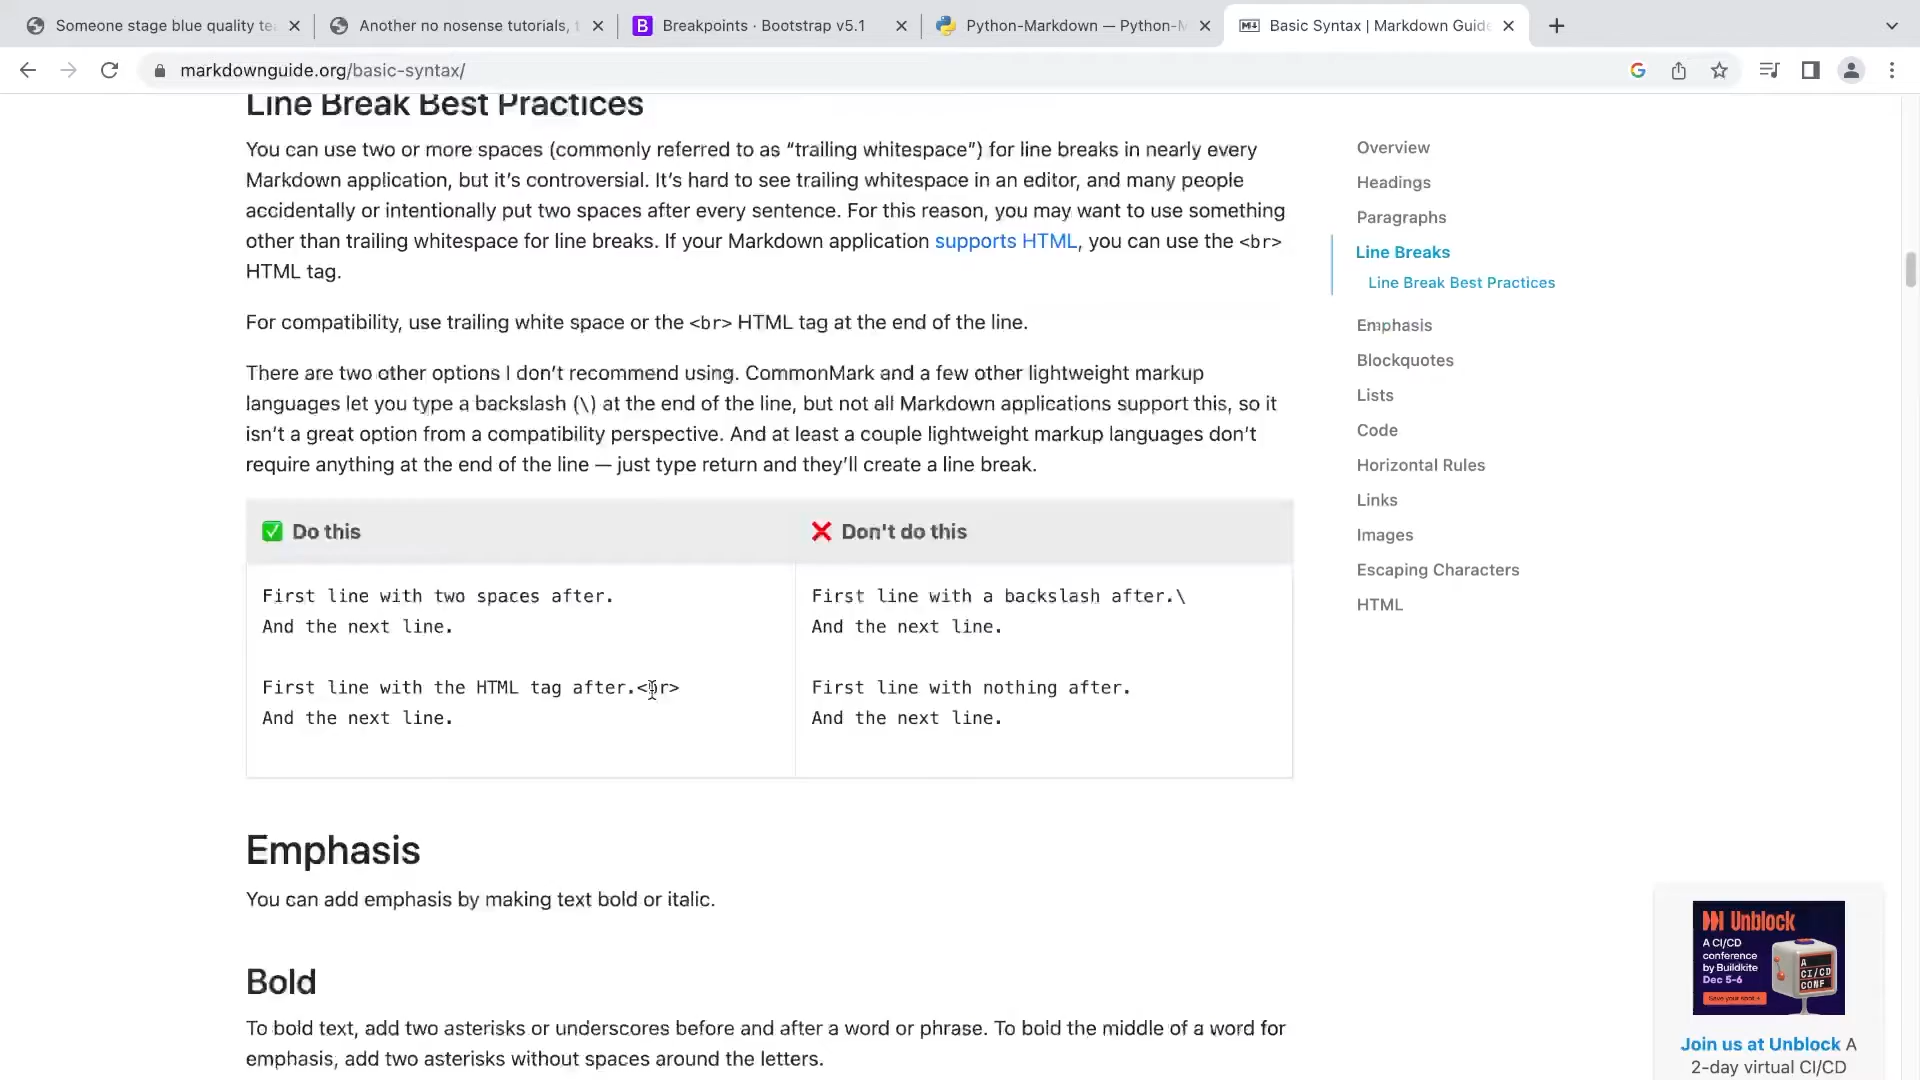 Someone stage blue quality te
Another no nosense tutorials,
Breakpoints · Bootstrap v5.1
Python-Markdown — Python-M
Basic Syntax | Markdown Guide
markdownguide.org/basic-syntax/
Line Break Best Practices
You can use two or more spaces (commonly referred to as “trailing whitespace”) for line breaks in nearly every
Markdown application, but it’s controversial. It’s hard to see trailing whitespace in an editor, and many people
accidentally or intentionally put two spaces after every sentence. For this reason, you may want to use something
other than trailing whitespace for line breaks. If your Markdown application supports HTML, you can use the <br>
HTML tag.
For compatibility, use trailing white space or the <br> HTML tag at the end of the line.
There are two other options I don’t recommend using. CommonMark and a few other lightweight markup
languages let you type a backslash (\) at the end of the line, but not all Markdown applications support this, so it
isn’t a great option from a compatibility perspective. And at least a couple lightweight markup languages don’t
require anything at the end of the line — just type return and they’ll create a line break.
Do this
First line with two spaces after.
And the next line.
First line with the HTML tag after.<br>
And the next line.
Don't do this
First line with a backslash after.\
And the next line.
First line with nothing after.
And the next line.
Emphasis
You can add emphasis by making text bold or italic.
Bold
To bold text, add two asterisks or underscores before and after a word or phrase. To bold the middle of a word for
emphasis, add two asterisks without spaces around the letters.
Overview
Headings
Paragraphs
Line Breaks
Line Break Best Practices
Emphasis
Blockquotes
Lists
Code
Horizontal Rules
Links
Images
Escaping Characters
HTML
Unblock
A CI/CD
conference
by Buildkite
Dec 5-6
Save your spot
A
CI/CD
CONF
Join us at Unblock A
2-day virtual CI/CD